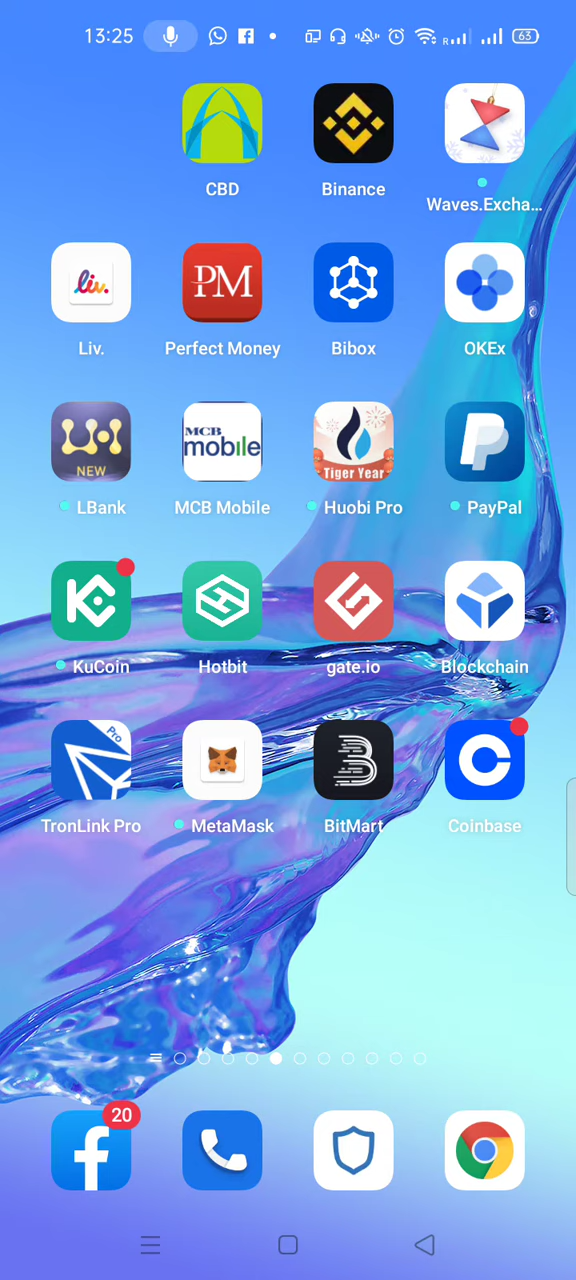 13:25
R
63
CBD
Binance
Waves.Excha...
liv.
PM
Liv.
Perfect Money
Bibox
OKEx
NEW
MCB
mobile
Tiger Year
LBank
MCB Mobile
Huobi Pro
PayPal
KuCoin
Hotbit
gate.io
Blockchain
Pro
TronLink Pro
MetaMask
BitMart
Coinbase
20